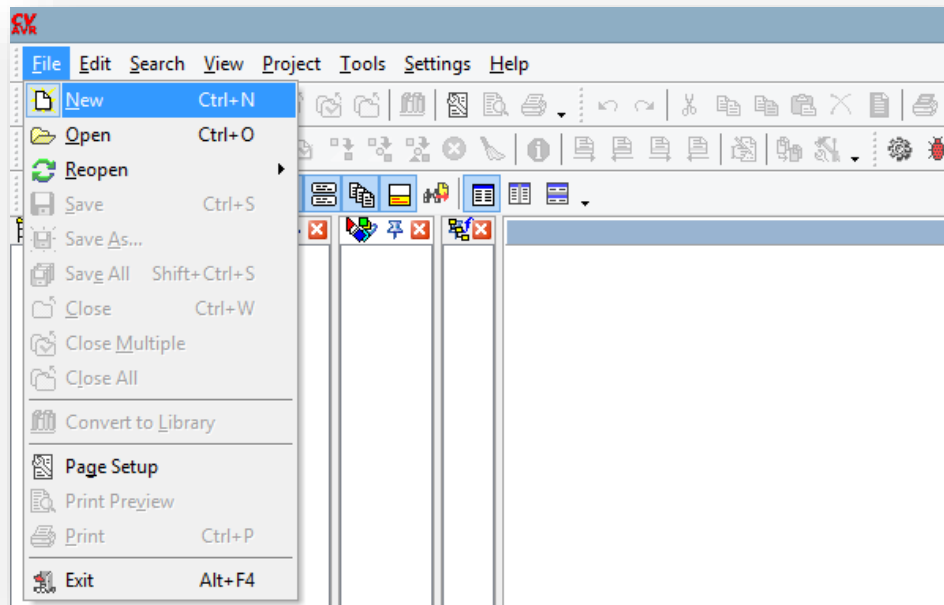 CV
AVR
File Edit Search View Project Tools Settings Help
New Ctrl+N
Open Ctrl+O
Reopen
Save Ctrl+S
Save As...
Save All Shift+Ctrl+S
Close Ctrl+W
Close Multiple
Close All
Convert to Library
Page Setup
Print Preview
Print Ctrl+P
Exit Alt+F4